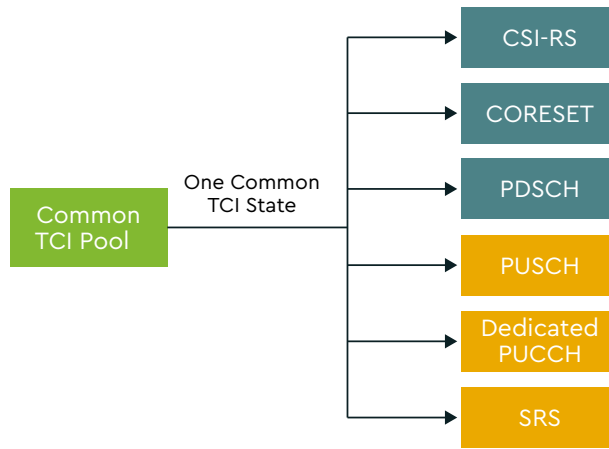 CSI-RS
CORESET
One Common
TCI State
PDSCH
Common
TCI Pool
PUSCH
Dedicated
PUCCH
SRS